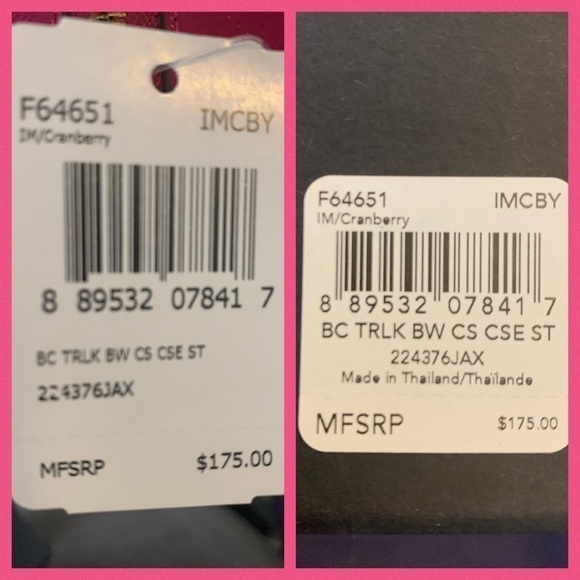 F64651 IMCBY
IM/Cranberry
8 89532 07841 7
BC TRLK BW CS CSE ST
224376JAX
MFSRP $175.00
F64651 IMCBY
IM/Cranberry
8 89532 07841 7
BC TRLK BW CS CSE ST
224376JAX
Made in Thailand/Thaïlande
MFSRP $175.00